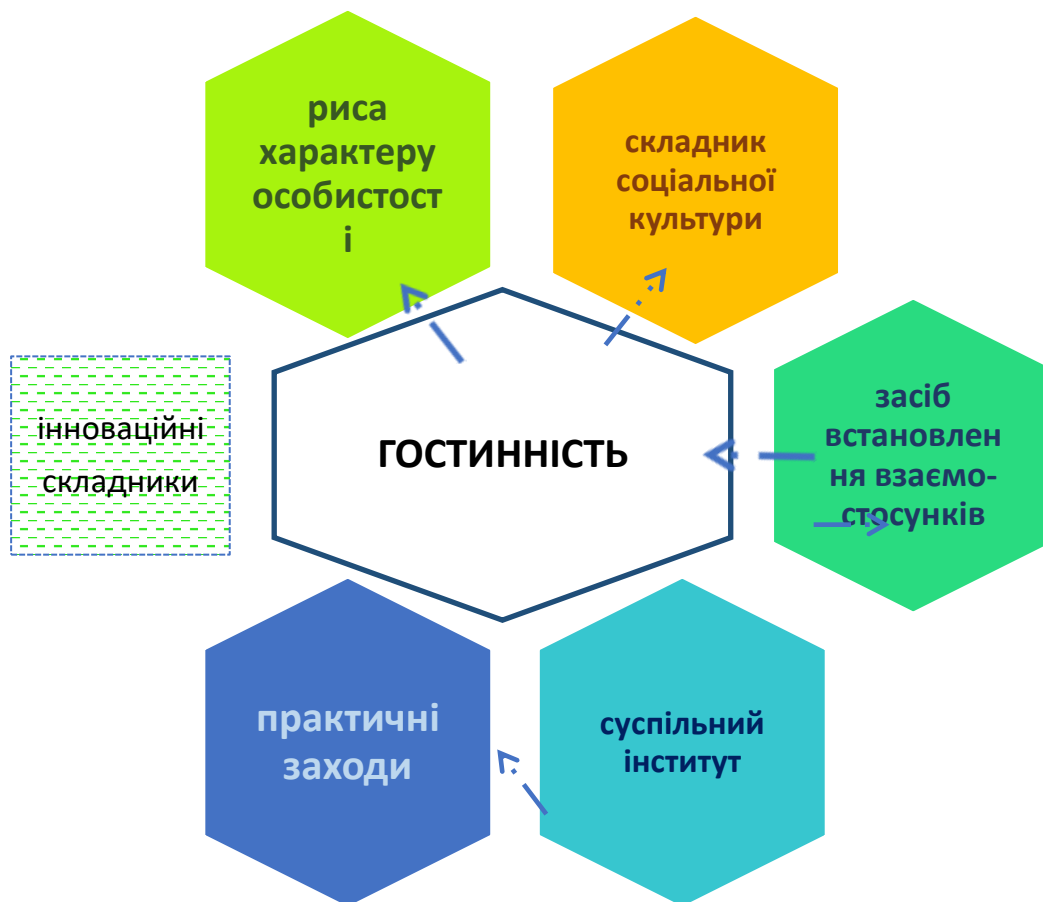 риса
характеру
особистост
і
складник
соціальної
культури
інноваційні
складники
ГОСТИННІСТЬ
засіб
встановлен
ня взаємо-
стосунків
практичні
заходи
суспільний
інститут